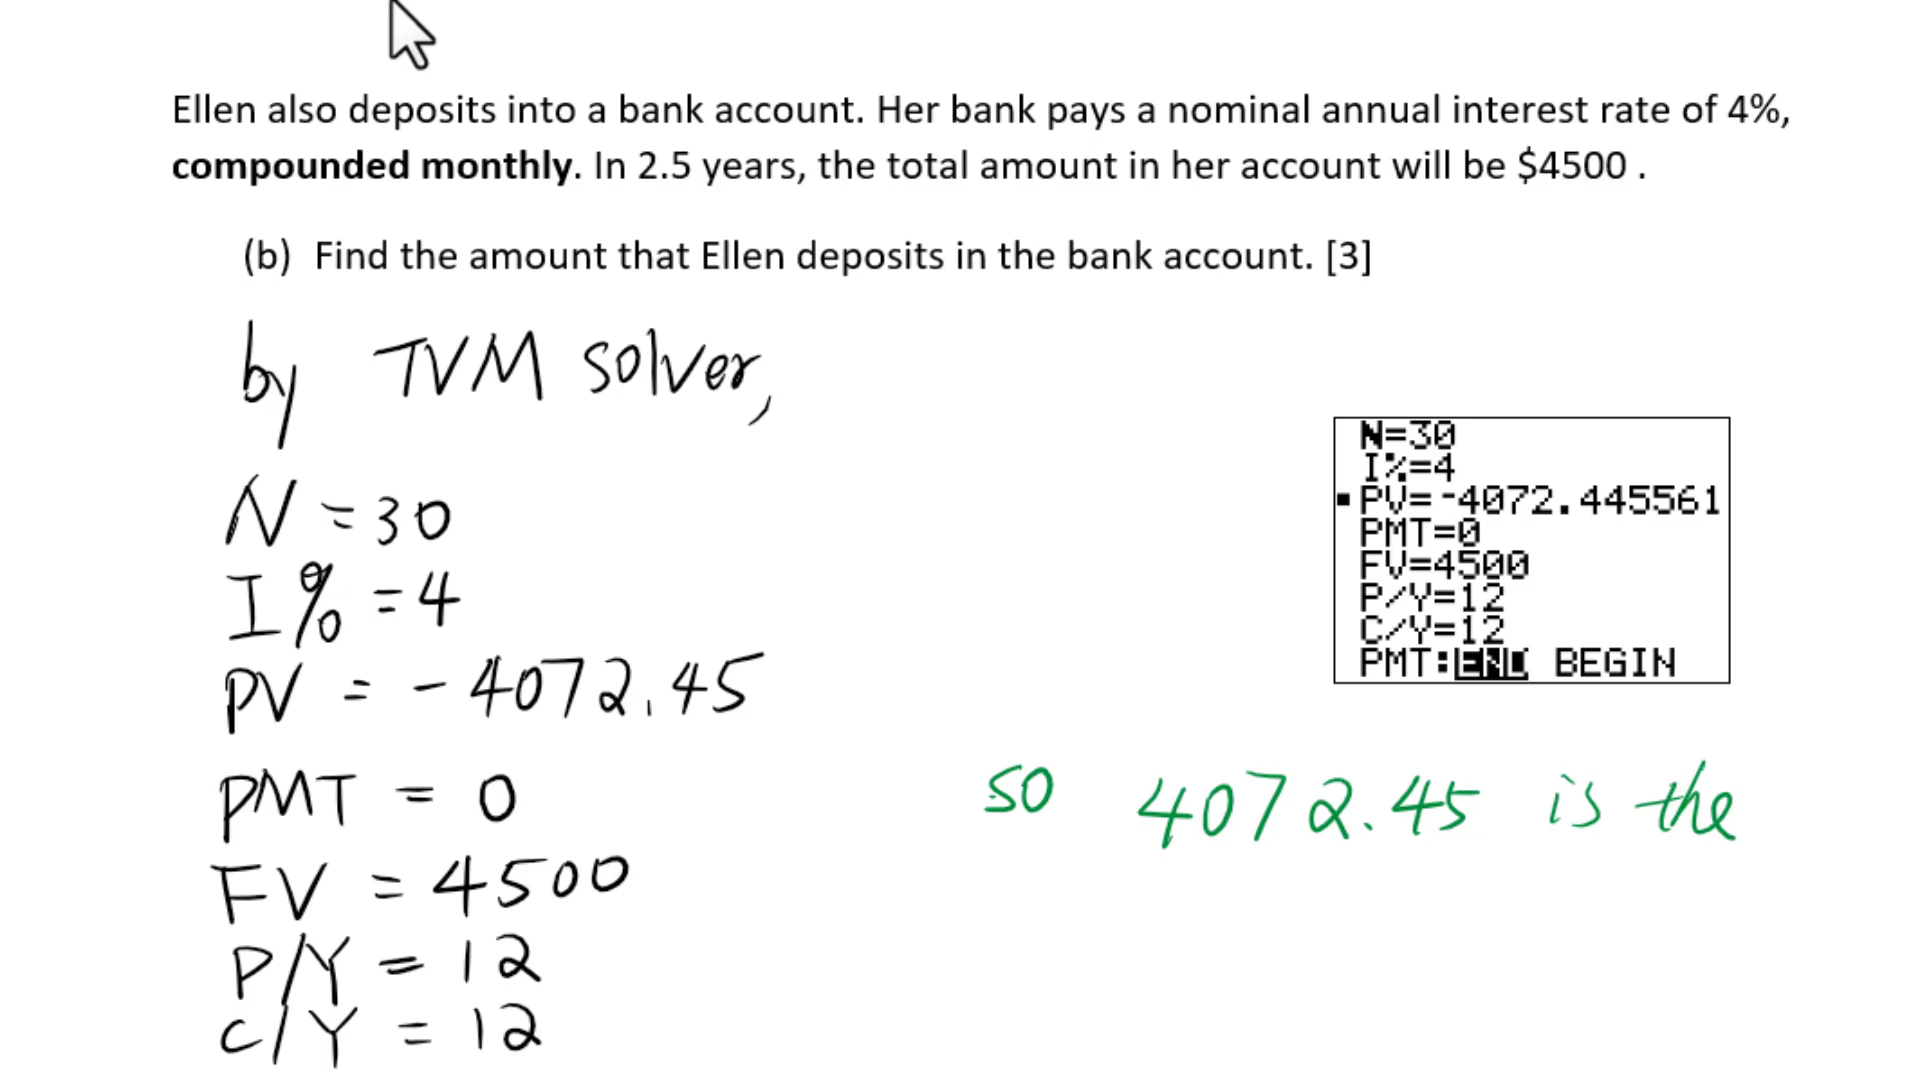 Ellen also deposits into a bank account. Her bank pays a nominal annual interest rate of 4%,
compounded monthly. In 2.5 years, the total amount in her account will be $4500 .
(b) Find the amount that Ellen deposits in the bank account. [3]
by TVM solver,
N = 30
I% = 4
PV = - 4072.45
PMT = 0
FV = 4500
P/Y = 12
C/Y = 12
N=30
I%=4
PV=-4072.445561
PMT=0
FV=4500
P/Y=12
C/Y=12
PMT:END BEGIN
so 4072.45 is the